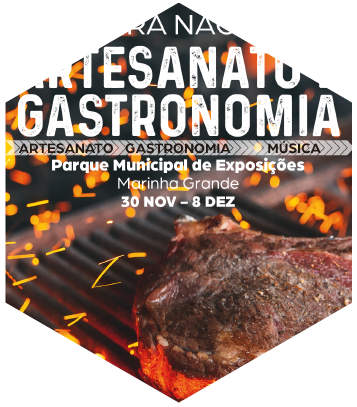 ARTESANATO
GASTRONOMIA
ARTESANATO GASTRONOMIA MÚSICA
Parque Municipal de Exposições
Marinha Grande
30 NOV – 8 DEZ